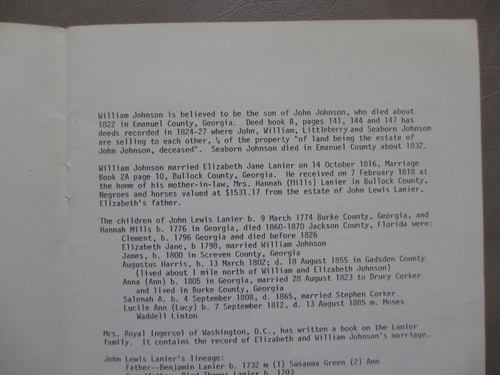 William Johnson is believed to be the son of John Johnson, who died about
1822 in Emanuel County, Georgia. Deed book B, pages 141, 144 and 147 has
deeds recorded in 1824-27 where John, William, Littleberry and Seaborn Johnson
are selling to each other, ¼ of the property "of land being the estate of
John Johnson, deceased". Seaborn Johnson died in Emanuel County about 1832.
William Johnson married Elizabeth Jane Lanier on 14 October 1816, Marriage
Book 2A page 10, Bullock County, Georgia. He received on 7 February 1818 at
the home of his mother-in-law, Mrs. Hannah (Mills) Lanier in Bullock County,
Negroes and horses valued at $1531.17 from the estate of John Lewis Lanier,
Elizabeth's father.
The children of John Lewis Lanier b. 9 March 1774 Burke County, Georgia, and
Hannah Mills b. 1776 in Georgia, died 1860-1870 Jackson County, Florida were:
Clement, b. 1796 Georgia and died before 1826
Elizabeth Jane, b 1798, married William Johnson
James, b. 1800 in Screven County, Georgia
Augustus Harris, b. 13 March 1802; d. 18 August 1855 in Gadsden County
(lived about 1 mile north of William and Elizabeth Johnson)
Anna (Ann) b. 1805 in Georgia, married 28 August 1823 to Drury Corker
and lived in Burke County, Georgia
Salenah A. b. 4 September 1808, d. 1865, married Stephen Corker
Lucile Ann (Lucy) b. 7 September 1812, d. 13 August 1885 m. Moses
Waddell Linton
Mrs. Royal Ingersol of Washington, D.C., has written a book on the Lanier
family. It contains the record of Elizabeth and William Johnson's marriage.
John Lewis Lanier's lineage:
Father--Benjamin Lanier b. 1732 m (1) Susanna Green (2) Ann
Thomas Lanier b. 1703